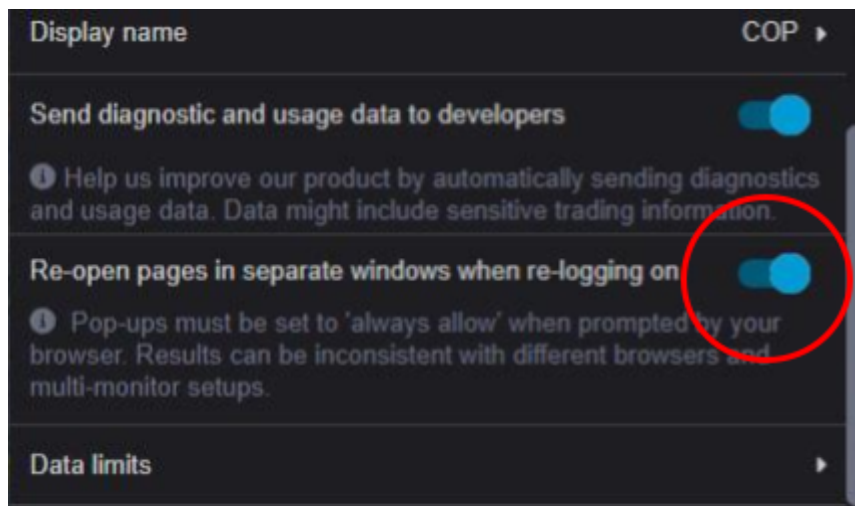 Display name COP
Send diagnostic and usage data to developers
Help us improve our product by automatically sending diagnostics
and usage data. Data might include sensitive trading information.
Re-open pages in separate windows when re-logging on
Pop-ups must be set to 'always allow' when prompted by your
browser. Results can be inconsistent with different browsers and
multi-monitor setups.
Data limits